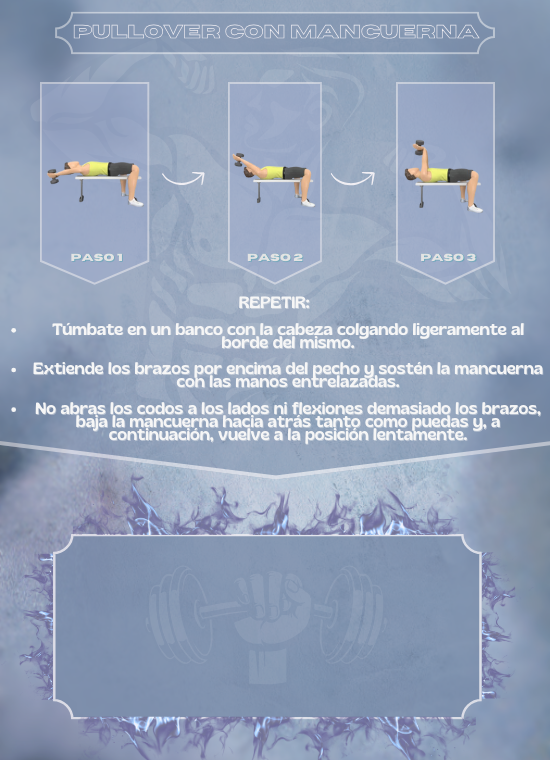 PULLOVER CON MANCUERNA
PASO 1 PASO 2 PASO 3
REPETIR:
• Túmbate en un banco con la cabeza colgando ligeramente al
borde del mismo.
• Extiende los brazos por encima del pecho y sostén la mancuerna
con las manos entrelazadas.
• No abras los codos a los lados ni flexiones demasiado los brazos,
baja la mancuerna hacia atrás tanto como puedas y, a
continuación, vuelve a la posición lentamente.